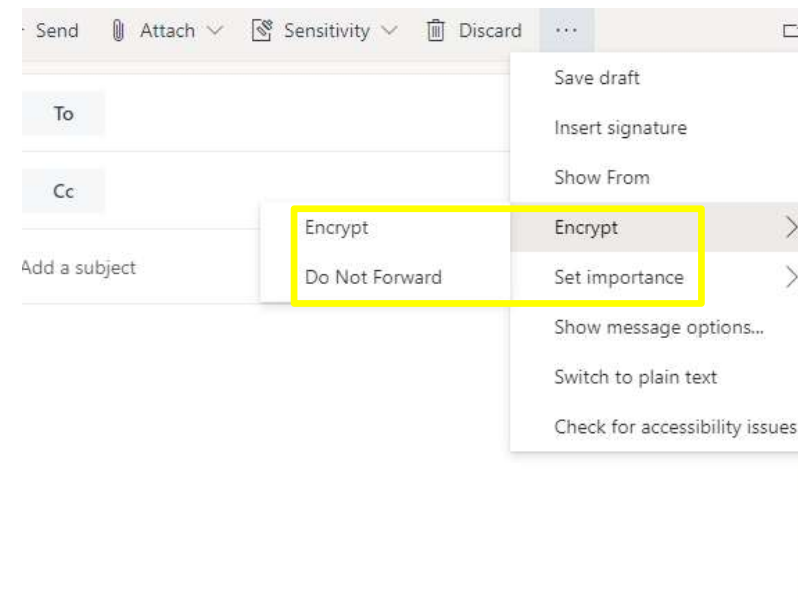 Send Attach Sensitivity Discard ...
Save draft
To
Insert signature
Show From
Cc
Encrypt Encrypt
Add a subject
Do Not Forward Set importance
Show message options...
Switch to plain text
Check for accessibility issues